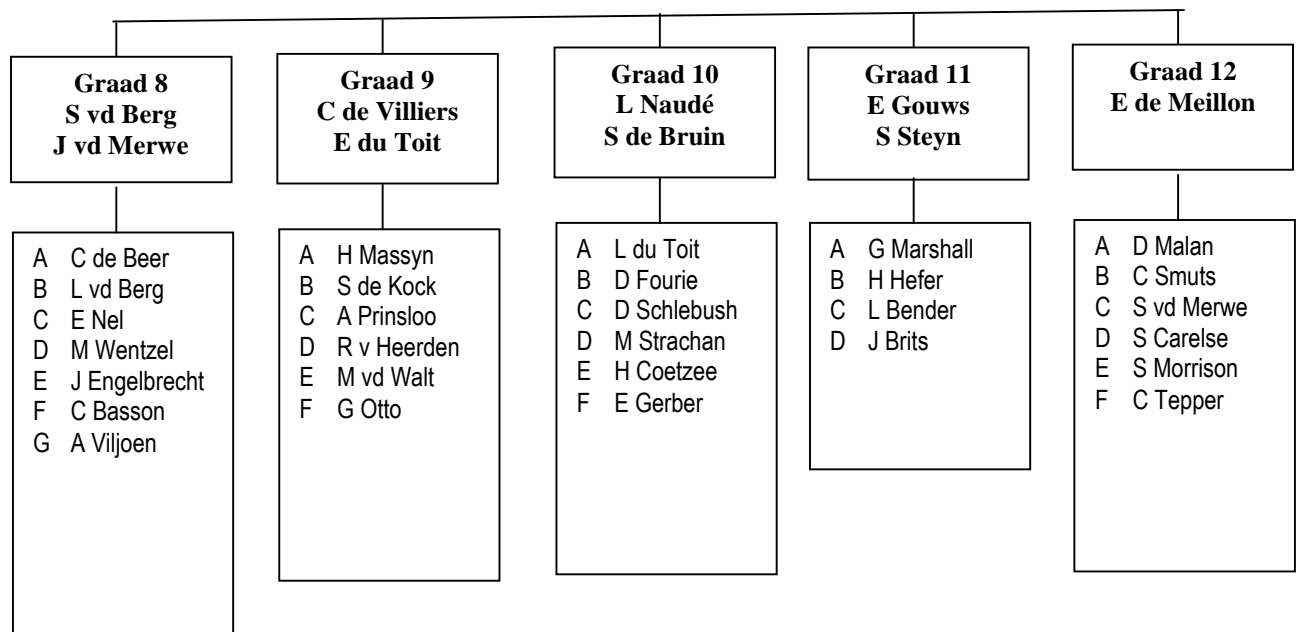 Graad 8
S vd Berg
J vd Merwe
A C de Beer
B L vd Berg
C E Nel
D M Wentzel
E J Engelbrecht
F C Basson
G A Viljoen
Graad 9
C de Villiers
E du Toit
A H Massyn
B S de Kock
C A Prinsloo
D R v Heerden
E M vd Walt
F G Otto
Graad 10
L Naudé
S de Bruin
A L du Toit
B D Fourie
C D Schlebush
D M Strachan
E H Coetzee
F E Gerber
Graad 11
E Gouws
S Steyn
A G Marshall
B H Hefer
C L Bender
D J Brits
Graad 12
E de Meillon
A D Malan
B C Smuts
C S vd Merwe
D S Carelse
E S Morrison
F C Tepper